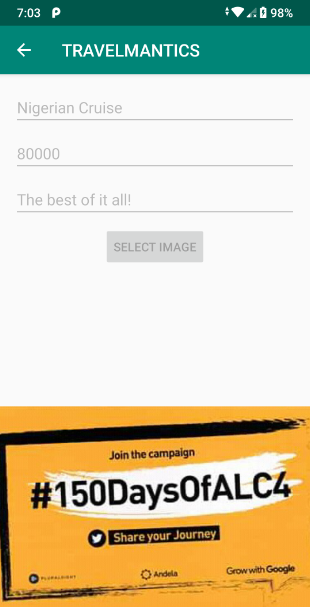 7:03
98%
TRAVELMANTICS
Nigerian Cruise
80000
The best of it all!
SELECT IMAGE
Join the campaign
#150DaysOfALC4
Share your Journey
PLURALSIGHT
Andela
Grow with Google